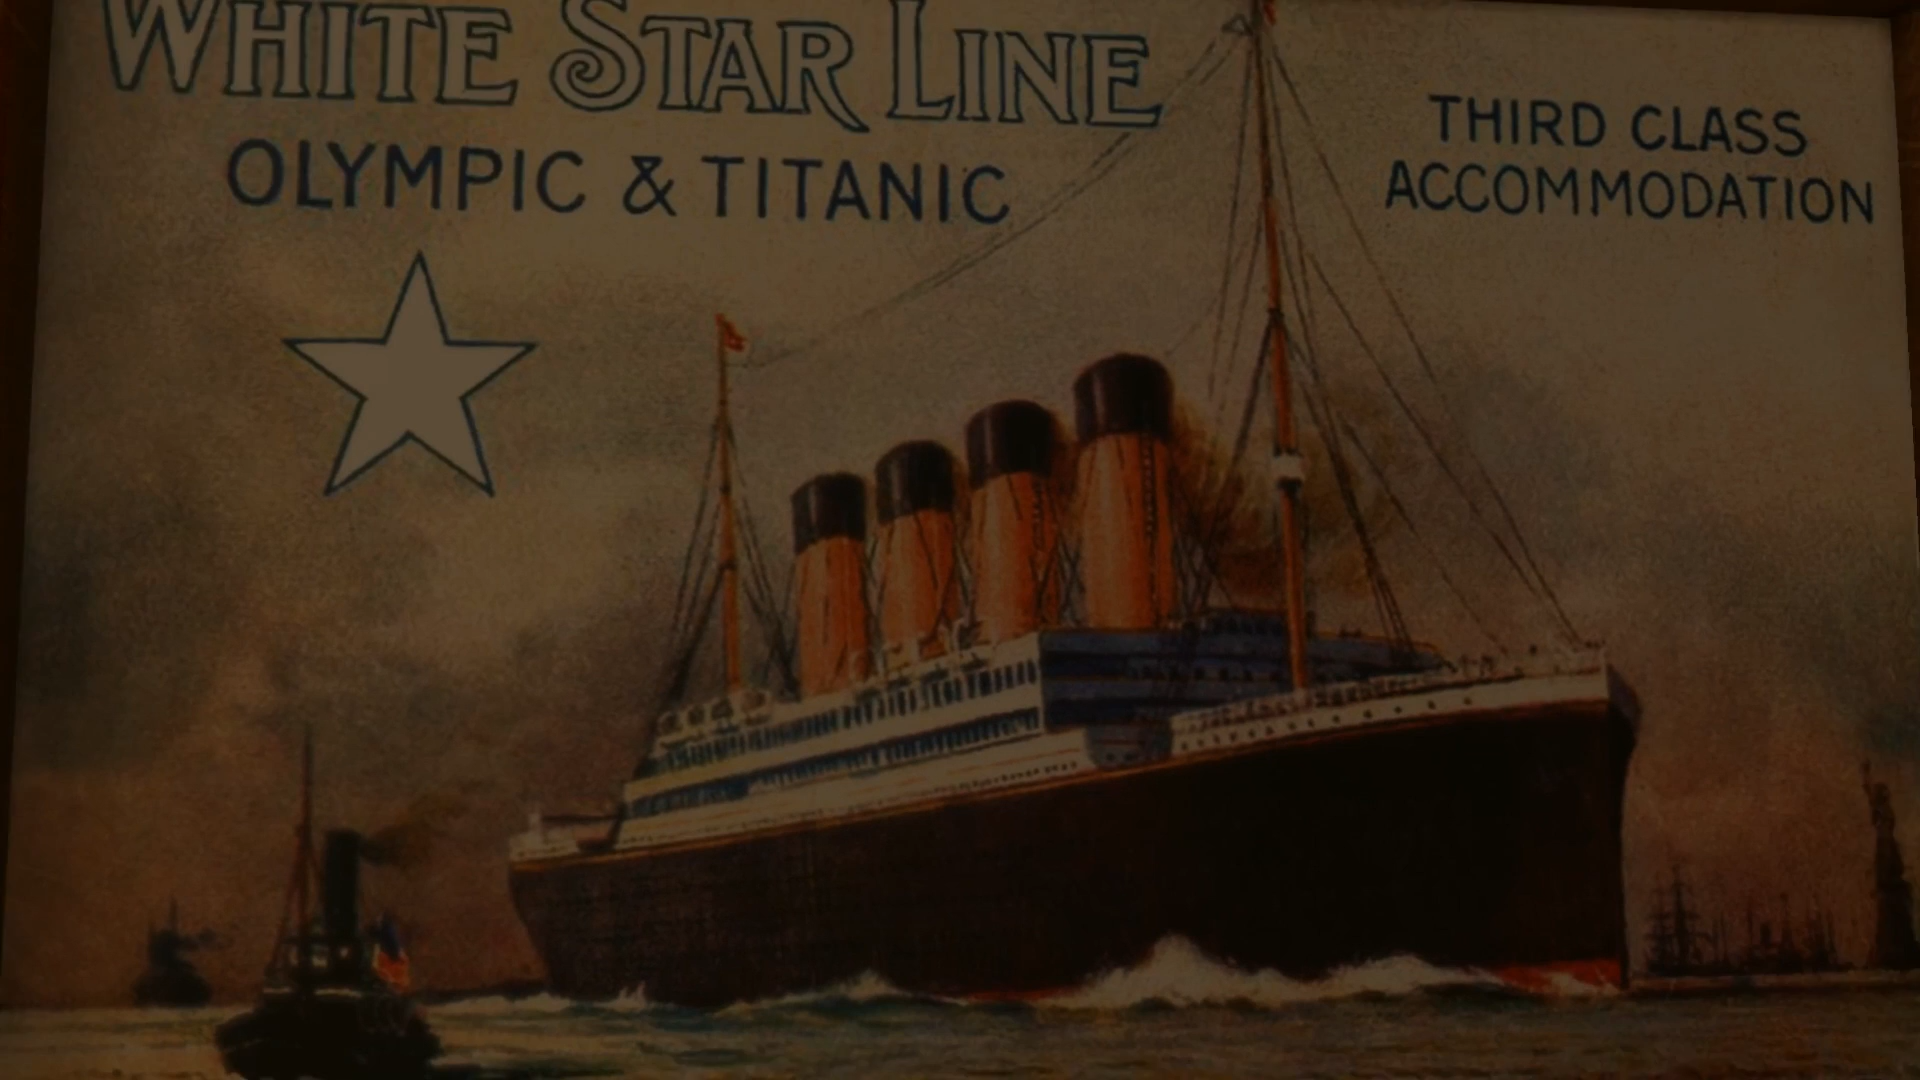 WHITE STAR LINE
OLYMPIC & TITANIC
THIRD CLASS
ACCOMMODATION